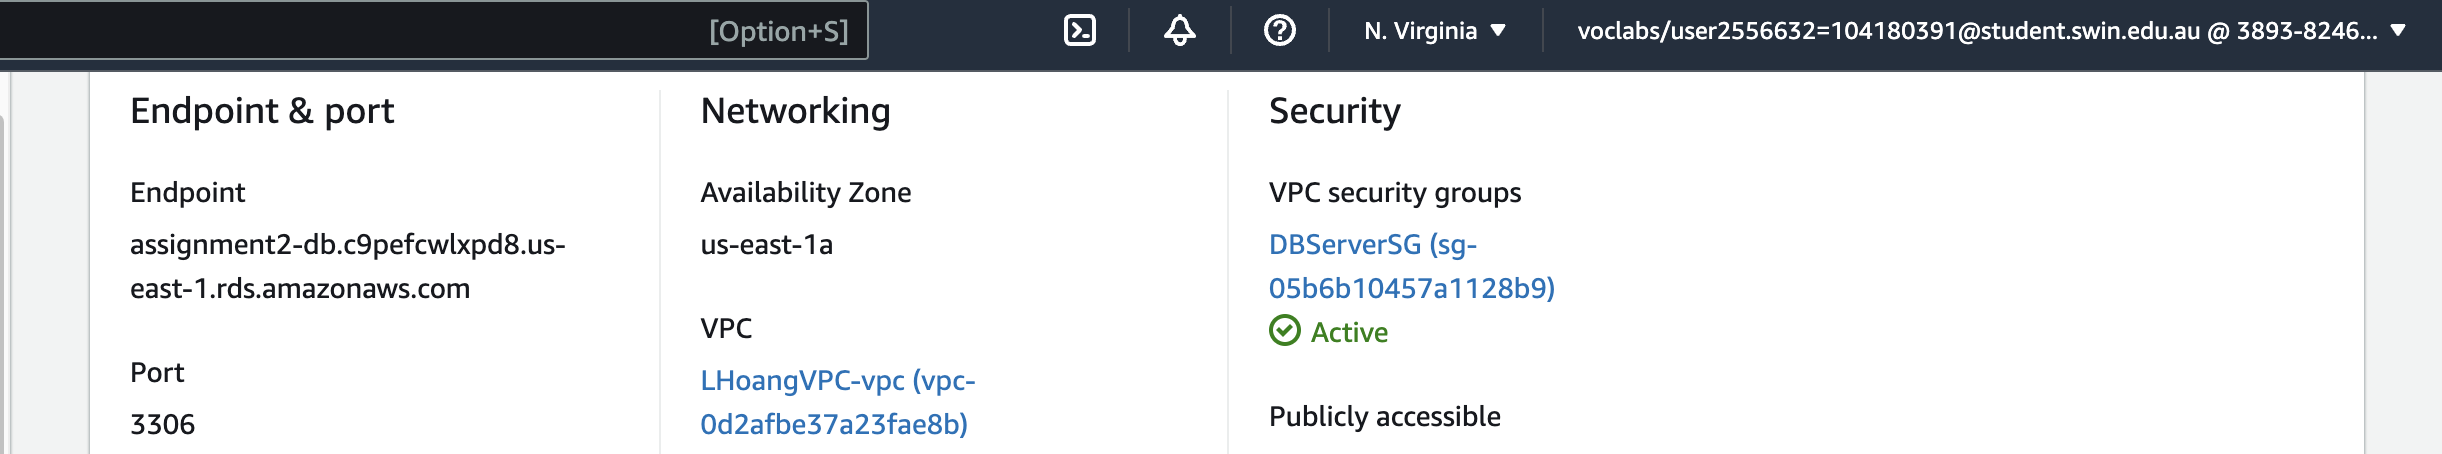 [Option+S]
N. Virginia
voclabs/user2556632=104180391@student.swin.edu.au @ 3893-8246...
Endpoint & port
Endpoint
assignment2-db.c9pefcwlxpd8.us-
east-1.rds.amazonaws.com
Port
3306
Networking
Availability Zone
us-east-1a
VPC
LHoangVPC-vpc (vpc-
0d2afbe37a23fae8b)
Security
VPC security groups
DBServerSG (sg-
05b6b10457a1128b9)
Active
Publicly accessible